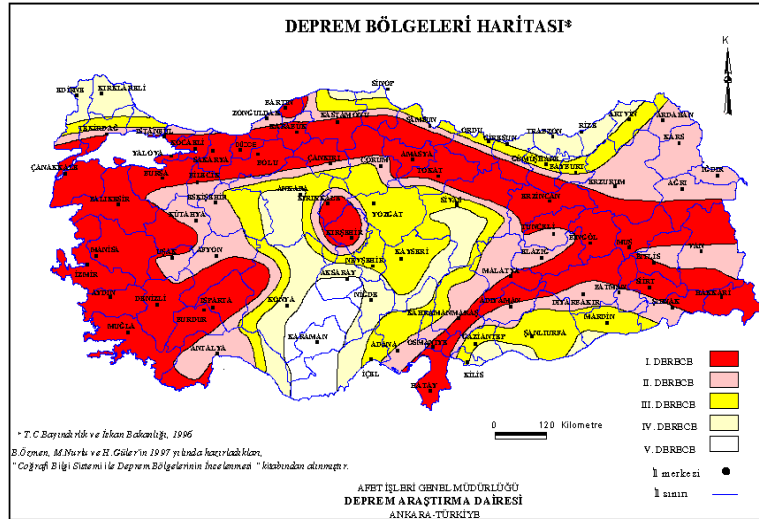 DEPREM BÖLGELERİ HARİTASI*
K
SİNOP
EDİRNE
KIRKLARELİ
BARTIN
ZONGULDAK
KASTAMONU
SAMSUN
ARTVİN
TEKİRDAĞ
İSTANBUL
KARABÜK
ORDU
GİRESUN
TRABZON
RİZE
ARDAHAN
KARS
KOCAELİ
YALOVA
SAKARYA
DÜZCE
BOLU
ÇANKIRI
ÇORUM
AMASYA
TOKAT
GÜMÜŞHANE
BAYBURT
IĞDIR
ÇANAKKALE
BURSA
BİLECİK
ANKARA
KIRIKKALE
ERZİNCAN
ERZURUM
AĞRI
BALIKESİR
ESKİŞEHİR
KÜTAHYA
YOZGAT
SİVAS
KIRŞEHİR
TUNCELİ
BİNGÖL
MUŞ
VAN
MANİSA
UŞAK
AFYON
KAYSERİ
ELAZIĞ
BİTLİS
İZMİR
AKSARAY
NEVŞEHİR
MALATYA
AYDIN
DENİZLİ
ISPARTA
BURDUR
KONYA
NİĞDE
ADIYAMAN
DİYARBAKIR
BATMAN
SİİRT
ŞIRNAK
HAKKARİ
MUĞLA
KAHRAMANMARAŞ
MARDİN
KARAMAN
ADANA
OSMANİYE
GAZİANTEP
ŞANLIURFA
ANTALYA
İÇEL
KİLİS
HATAY
I. DERECE
II. DERECE
III. DERECE
IV. DERECE
V. DERECE
İl merkesi
İl sınırı
0 120 Kilometre
* T.C.Bayındırlık ve İskan Bakanlığı, 1996
B.Özmen, M.Nurlu ve H.Güler'in 1997 yılında hazırladıkları,
" Coğrafi Bilgi Sistemi ile Deprem Bölgelerinin İncelenmesi " kitabından alınmıştır.
AFET İŞLERİ GENEL MÜDÜRLÜĞÜ
DEPREM ARAŞTIRMA DAİRESİ
ANKARA-TÜRKİYE